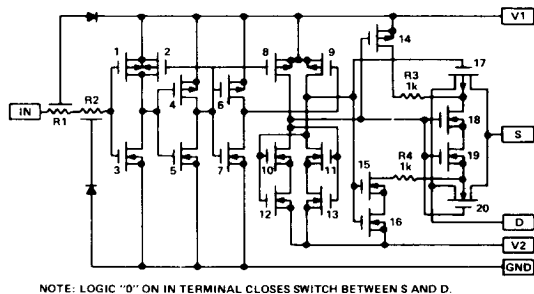 V1
1
2
8
9
14
17
4
6
R3
1k
18
S
IN
R1
R2
R4
1k
19
3
5
7
10
11
15
20
12
13
16
D
V2
GND
NOTE: LOGIC "0" ON IN TERMINAL CLOSES SWITCH BETWEEN S AND D.